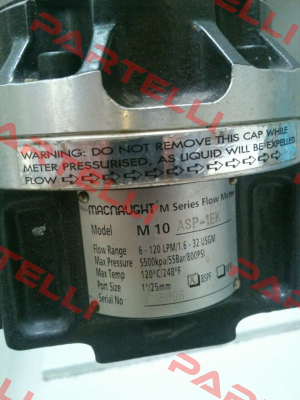 PARTELLI
WARNING: DO NOT REMOVE THIS CAP WHILE
METER PRESSURISED, AS LIQUID WILL BE EXPELLED
FLOW
MACNAUGHT M Series Flow Meter
Model M 10 ASP-1EK
Flow Range 6 - 120 LPM/1.6 - 32 USGM
Max Pressure 5500kpa/55Bar/800PSI
Max Temp 120°C/248°F
Port Size 1"/25mm
BSPF
Serial No